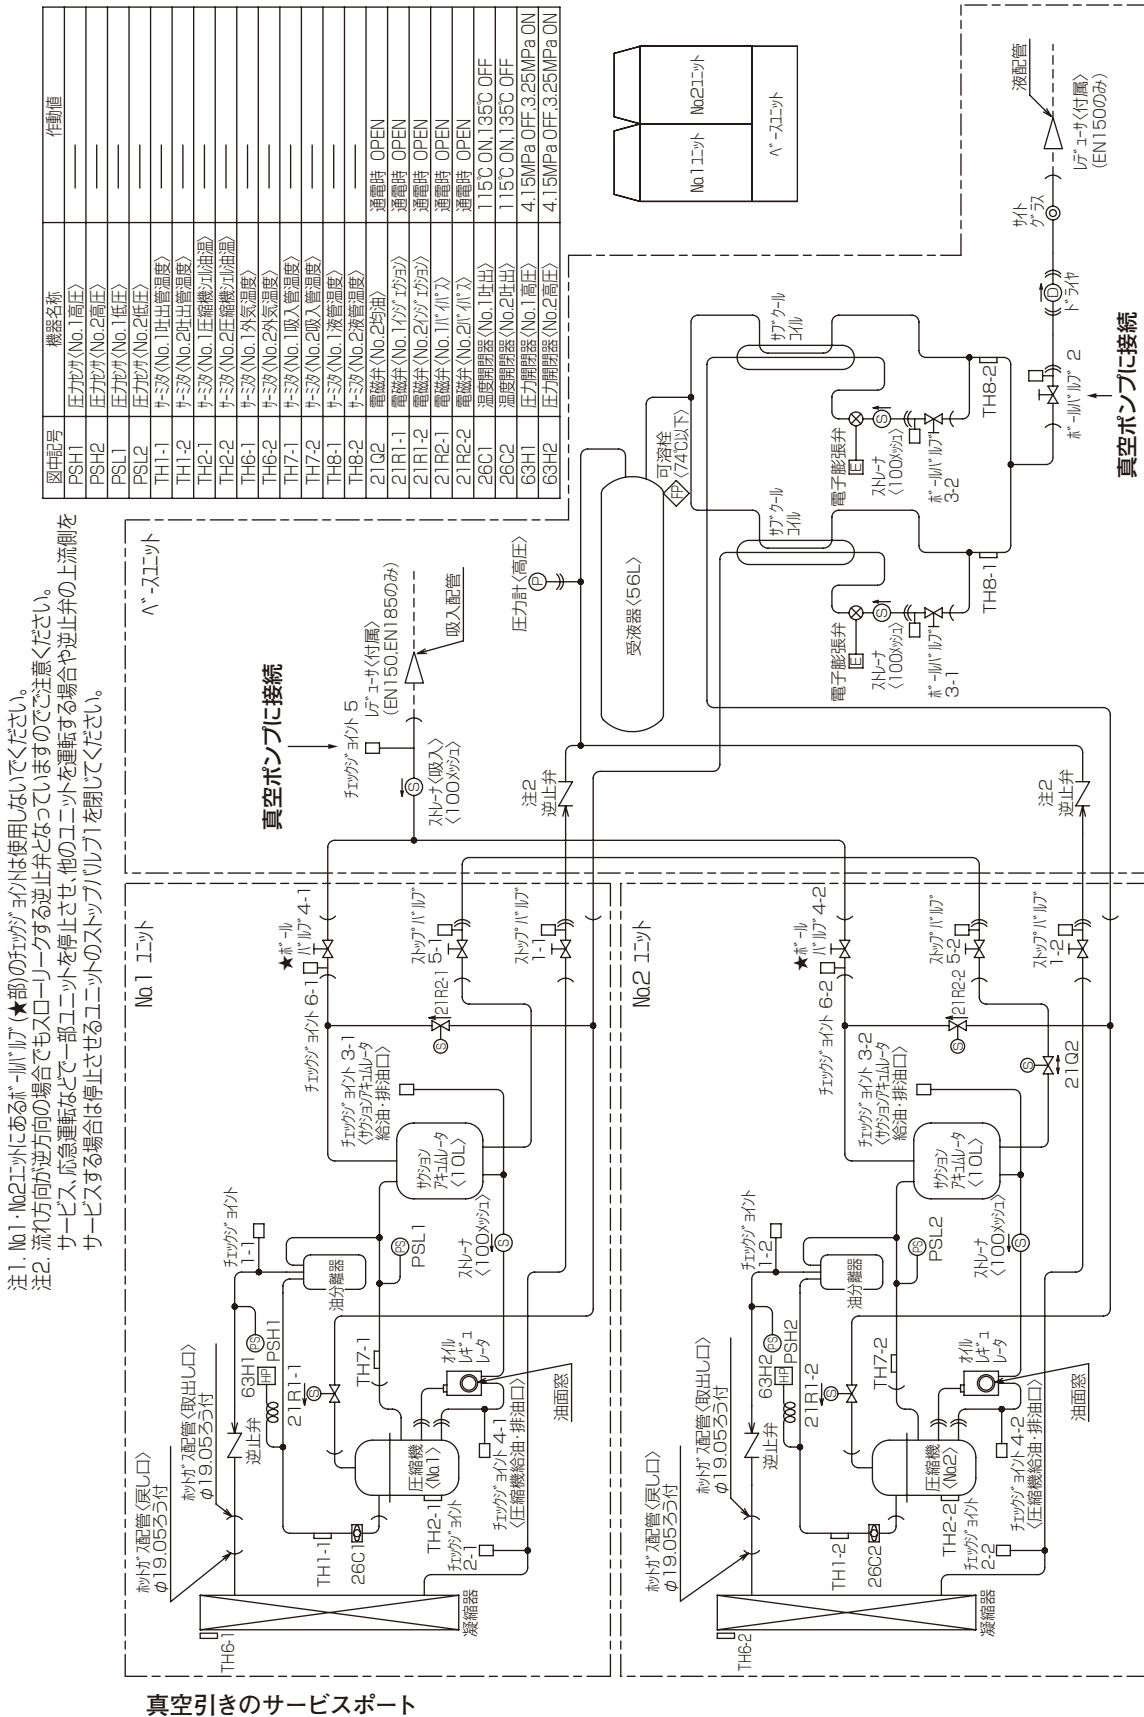 注1. No.1・No.2ユニットにあるボールバルブ(★部)のチェックジョイントは使用しないでください。
注2. 流れ方向が逆方向の場合でもスローリークする逆止弁となっていますのでご注意ください。
サービス、応急運転などで一部ユニットを停止させ、他のユニットを運転する場合や逆止弁の上流側を
サービスする場合は停止させるユニットのストップバルブ1を閉してください。
図中記号 機器名称 作動値
PSH1 圧力センサ〈No.1高圧〉 ―
PSH2 圧力センサ〈No.2高圧〉 ―
PSL1 圧力センサ〈No.1低圧〉 ―
PSL2 圧力センサ〈No.2低圧〉 ―
TH1-1 サーミスタ〈No.1吐出管温度〉 ―
TH1-2 サーミスタ〈No.2吐出管温度〉 ―
TH2-1 サーミスタ〈No.1圧縮機シェル油温〉 ―
TH2-2 サーミスタ〈No.2圧縮機シェル油温〉 ―
TH6-1 サーミスタ〈No.1外気温度〉 ―
TH6-2 サーミスタ〈No.2外気温度〉 ―
TH7-1 サーミスタ〈No.1吸入管温度〉 ―
TH7-2 サーミスタ〈No.2吸入管温度〉 ―
TH8-1 サーミスタ〈No.1液管温度〉 ―
TH8-2 サーミスタ〈No.2液管温度〉 ―
21Q2 電磁弁〈No.2均油〉 通電時 OPEN
21R1-1 電磁弁〈No.1インジェクション〉 通電時 OPEN
21R1-2 電磁弁〈No.2インジェクション〉 通電時 OPEN
21R2-1 電磁弁〈No.1バイパス〉 通電時 OPEN
21R2-2 電磁弁〈No.2バイパス〉 通電時 OPEN
26C1 温度開閉器〈No.1吐出〉 115℃ ON,135℃ OFF
26C2 温度開閉器〈No.2吐出〉 115℃ ON,135℃ OFF
63H1 圧力開閉器〈No.1高圧〉 4.15MPa OFF,3.25MPa ON
63H2 圧力開閉器〈No.2高圧〉 4.15MPa OFF,3.25MPa ON
No.1ユニット
No.2ユニット
ベースユニット
ベースユニット
真空ポンプに接続
チェックジョイント 5
レデューサ〈付属〉
(EN150,EN185のみ)
吸入配管
S
ストレーナ〈吸入〉
〈100メッシュ〉
圧力計〈高圧〉
P
受液器〈56L〉
可溶栓
〈74℃以下〉
FP
サブクール
コイル
サブクール
コイル
電子膨張弁
E
ストレーナ
〈100メッシュ〉
S
ボールバルブ
3-1
TH8-1
電子膨張弁
E
ストレーナ
〈100メッシュ〉
S
ボールバルブ
3-2
TH8-2
ボールバルブ 2
真空ポンプに接続
D
ドライヤ
サイト
グラス
レデューサ〈付属〉
(EN150のみ)
液配管
注2
逆止弁
注2
逆止弁
No.1 ユニット
ホットガス配管〈戻し口〉
φ19.05ろう付
ホットガス配管〈取出し口〉
φ19.05ろう付
逆止弁
63H1
HP
PS
PSH1
チェックジョイント
1-1
油分離器
21R1-1
S
TH7-1
PS
PSL1
TH1-1
26C1
圧縮機
〈No.1〉
TH2-1
チェックジョイント
2-1
チェックジョイント 4-1
〈圧縮機給油・排油口〉
オイル
レギュ
レータ
油面窓
凝縮器
TH6-1
サクション
アキュムレータ
〈10L〉
ストレーナ
〈100メッシュ〉
S
チェックジョイント 3-1
〈サクションアキュムレータ
給油・排油口〉
チェックジョイント 6-1
★ボール
バルブ 4-1
21R2-1
S
ストップバルブ
5-1
ストップバルブ
1-1
No.2 ユニット
ホットガス配管〈戻し口〉
φ19.05ろう付
ホットガス配管〈取出し口〉
φ19.05ろう付
逆止弁
63H2
HP
PS
PSH2
チェックジョイント
1-2
油分離器
21R1-2
S
TH7-2
PS
PSL2
TH1-2
26C2
圧縮機
〈No.2〉
TH2-2
チェックジョイント
2-2
チェックジョイント 4-2
〈圧縮機給油・排油口〉
オイル
レギュ
レータ
油面窓
凝縮器
TH6-2
サクション
アキュムレータ
〈10L〉
ストレーナ
〈100メッシュ〉
S
チェックジョイント 3-2
〈サクションアキュムレータ
給油・排油口〉
チェックジョイント 6-2
★ボール
バルブ 4-2
21R2-2
S
S
21Q2
ストップバルブ
5-2
ストップバルブ
1-2
真空引きのサービスポート